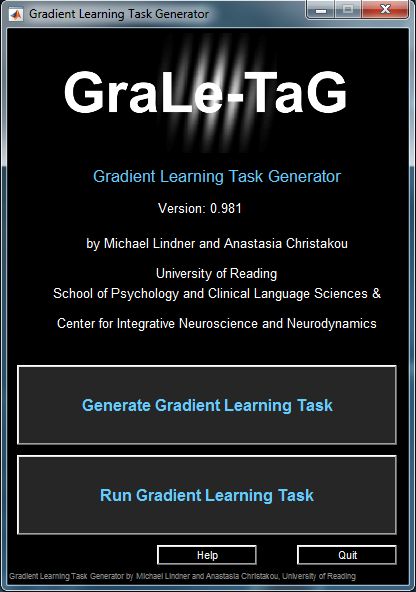 Gradient Learning Task Generator
GraLe-TaG
Gradient Learning Task Generator
Version: 0.981
by Michael Lindner and Anastasia Christakou
University of Reading
School of Psychology and Clinical Language Sciences &
Center for Integrative Neuroscience and Neurodynamics
Generate Gradient Learning Task
Run Gradient Learning Task
Help
Quit
Gradient Learning Task Generator by Michael Lindner and Anastasia Christakou, University of Reading